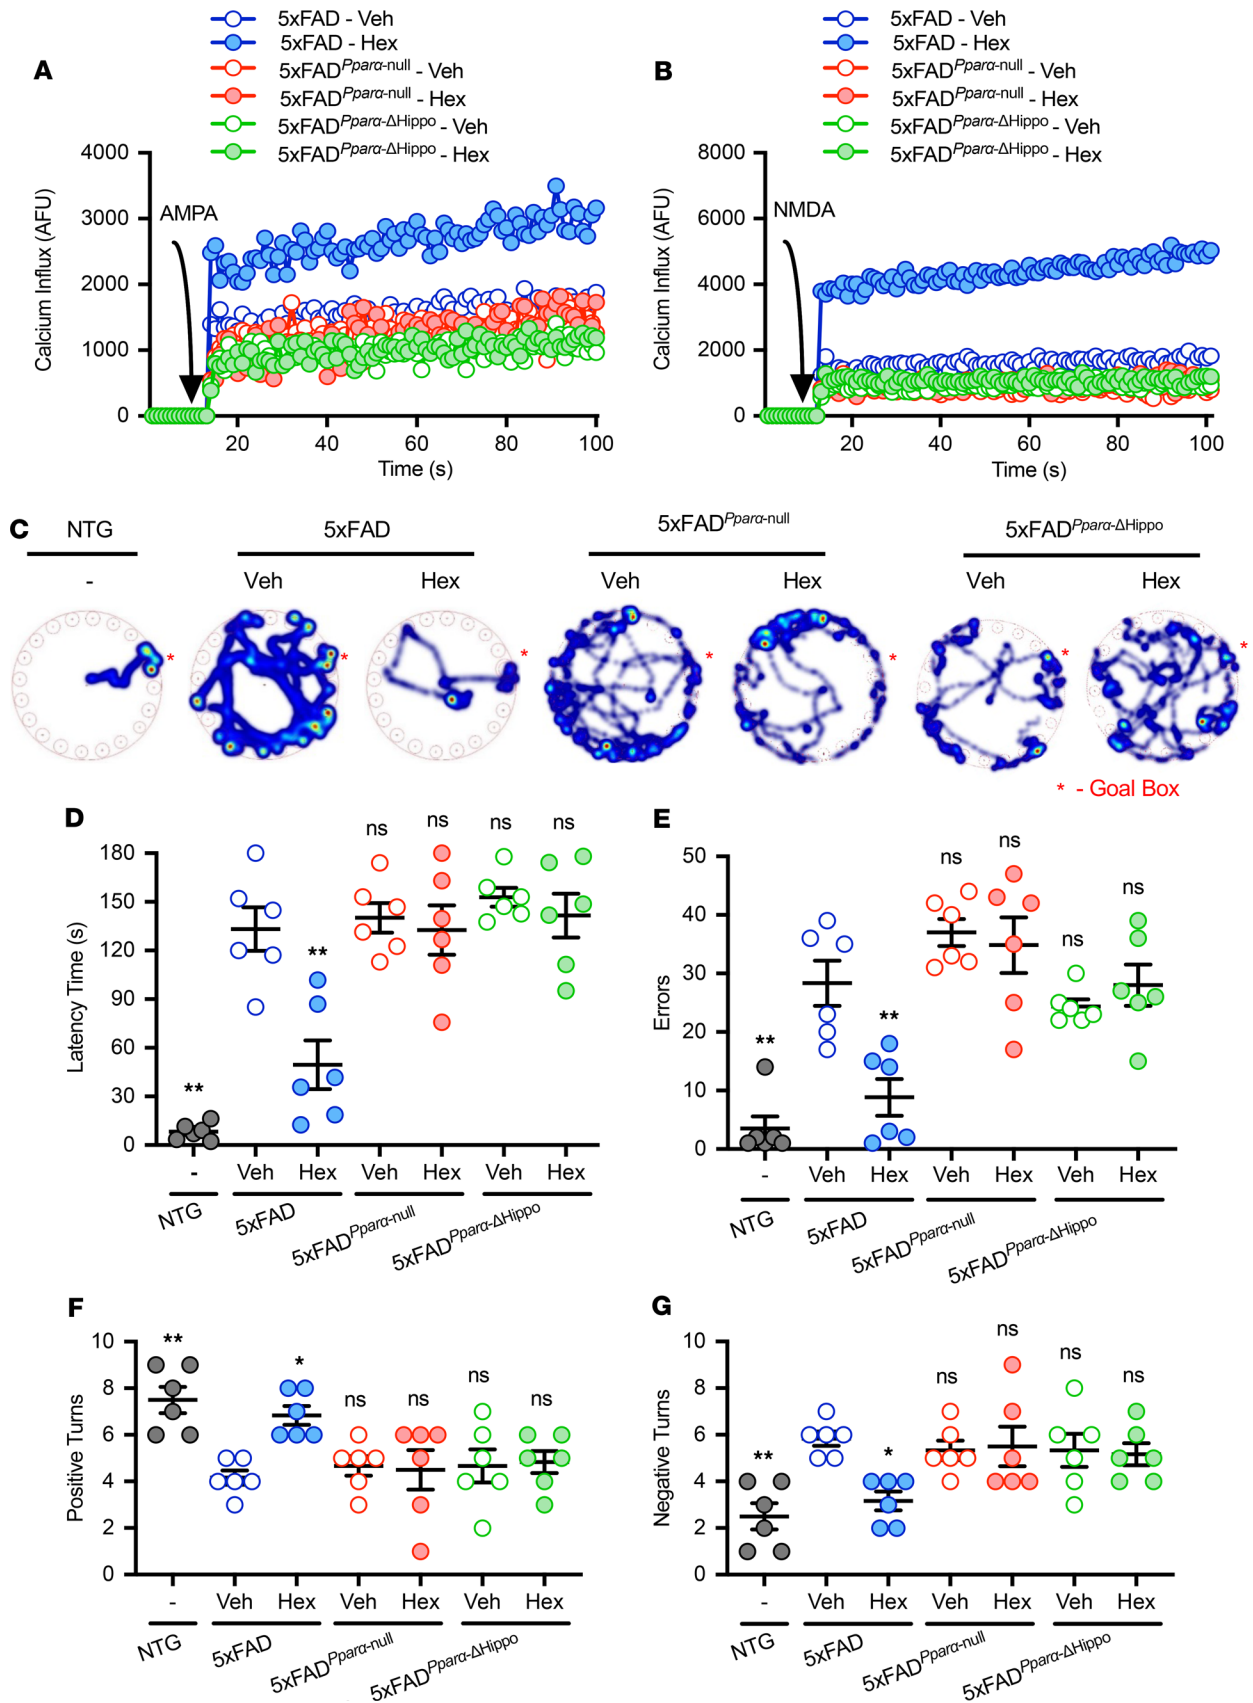 A
5xFAD - Veh
5xFAD - Hex
5xFADPparα-null - Veh
5xFADPparα-null - Hex
5xFADPparα-ΔHippo - Veh
5xFADPparα-ΔHippo - Hex
4000
3000
2000
1000
0
Calcium Influx (AFU)
AMPA
20 40 60 80 100
Time (s)
B
5xFAD - Veh
5xFAD - Hex
5xFADPparα-null - Veh
5xFADPparα-null - Hex
5xFADPparα-ΔHippo - Veh
5xFADPparα-ΔHippo - Hex
8000
6000
4000
2000
0
Calcium Influx (AFU)
NMDA
20 40 60 80 100
Time (s)
C
NTG 5xFAD 5xFADPparα-null 5xFADPparα-ΔHippo
- Veh Hex Veh Hex Veh Hex
* * * * * *
* - Goal Box
D
180
150
120
90
60
30
0
Latency Time (s)
** ** ns ns ns ns
- Veh Hex Veh Hex Veh Hex
NTG 5xFAD 5xFADPparα-null 5xFADPparα-ΔHippo
E
50
40
30
20
10
0
Errors
** ** ns ns ns ns
- Veh Hex Veh Hex Veh Hex
NTG 5xFAD 5xFADPparα-null 5xFADPparα-ΔHippo
F
10
8
6
4
2
0
Positive Turns
** * ns ns ns ns
- Veh Hex Veh Hex Veh Hex
NTG 5xFAD 5xFADPparα-null 5xFADPparα-ΔHippo
G
10
8
6
4
2
0
Negative Turns
** * ns ns ns ns
- Veh Hex Veh Hex Veh Hex
NTG 5xFAD 5xFADPparα-null 5xFADPparα-ΔHippo